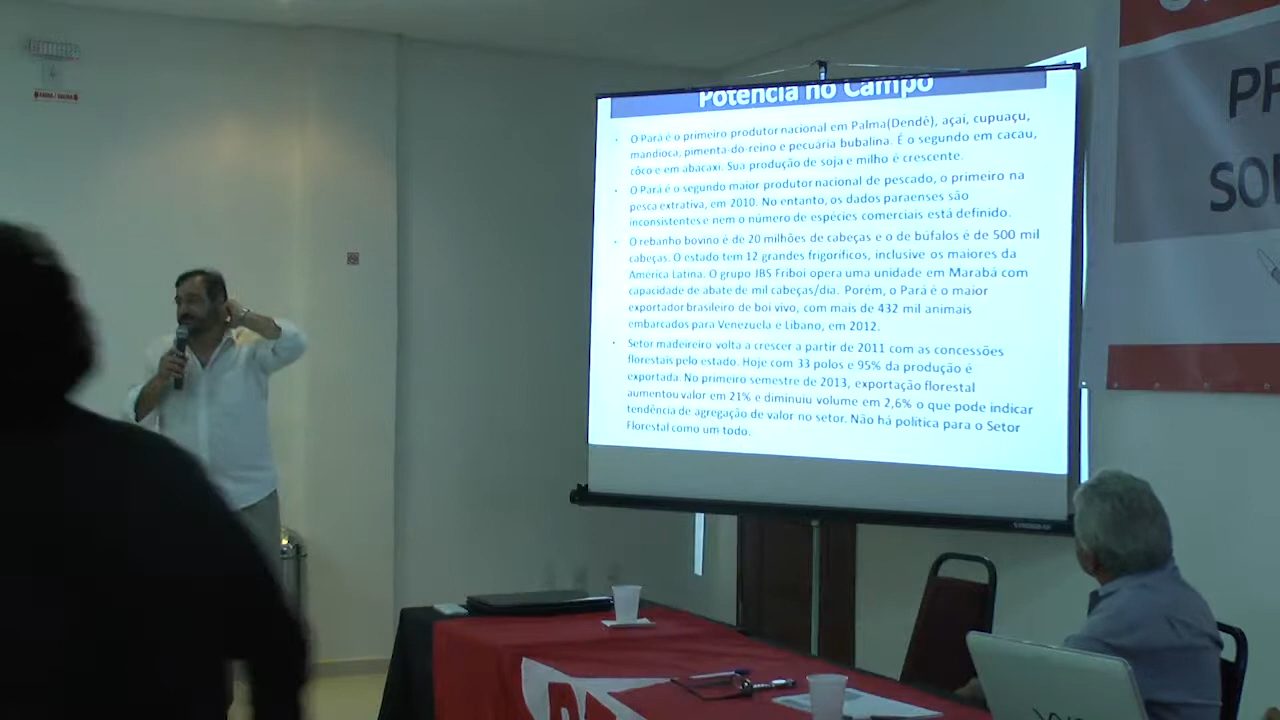 Potência no Campo
O Pará é o primeiro produtor nacional em Palma(Dendê), açaí, cupuaçu,
mandioca, pimenta-do-reino e pecuária bubalina. É o segundo em cacau,
côco e em abacaxi. Sua produção de soja e milho é crescente.
O Pará é o segundo maior produtor nacional de pescado, o primeiro na
pesca extrativa, em 2010. No entanto, os dados paraenses são
inconsistentes e nem o número de espécies comerciais está definido.
O rebanho bovino é de 20 milhões de cabeças e o de búfalos é de 500 mil
cabeças. O estado tem 12 grandes frigoríficos, inclusive os maiores da
América Latina. O grupo JBS Friboi opera uma unidade em Marabá com
capacidade de abate de mil cabeças/dia. Porém, o Pará é o maior
exportador brasileiro de boi vivo, com mais de 432 mil animais
embarcados para Venezuela e Líbano, em 2012.
Setor madeireiro volta a crescer a partir de 2011 com as concessões
florestais pelo estado. Hoje com 33 polos e 95% da produção é
exportada. No primeiro semestre de 2013, exportação florestal
aumentou valor em 21% e diminuiu volume em 2,6% o que pode indicar
tendência de agregação de valor no setor. Não há política para o Setor
Florestal como um todo.